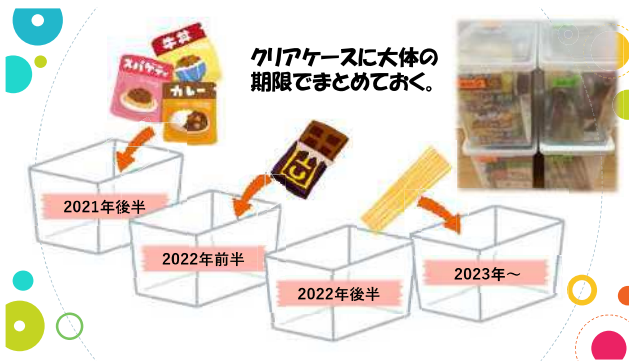 クリアケースに大体の
期限でまとめておく。
牛丼
スパゲティ
カレー
2021年後半
2022年前半
2022年後半
2023年～